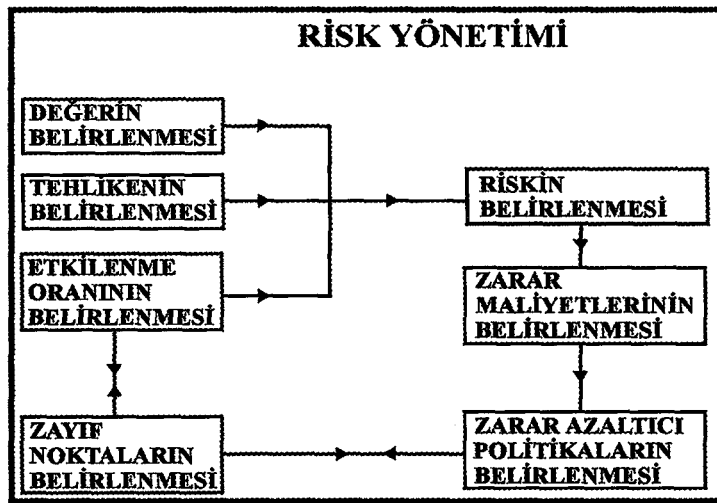 RİSK YÖNETİMİ
DEĞERİN
BELİRLENMESİ
TEHLİKENİN
BELİRLENMESİ
ETKİLENME
ORANININ
BELİRLENMESİ
ZAYIF
NOKTALARIN
BELİRLENMESİ
RİSKİN
BELİRLENMESİ
ZARAR
MALİYETLERİNİN
BELİRLENMESİ
ZARAR AZALTICI
POLİTİKALARIN
BELİRLENMESİ